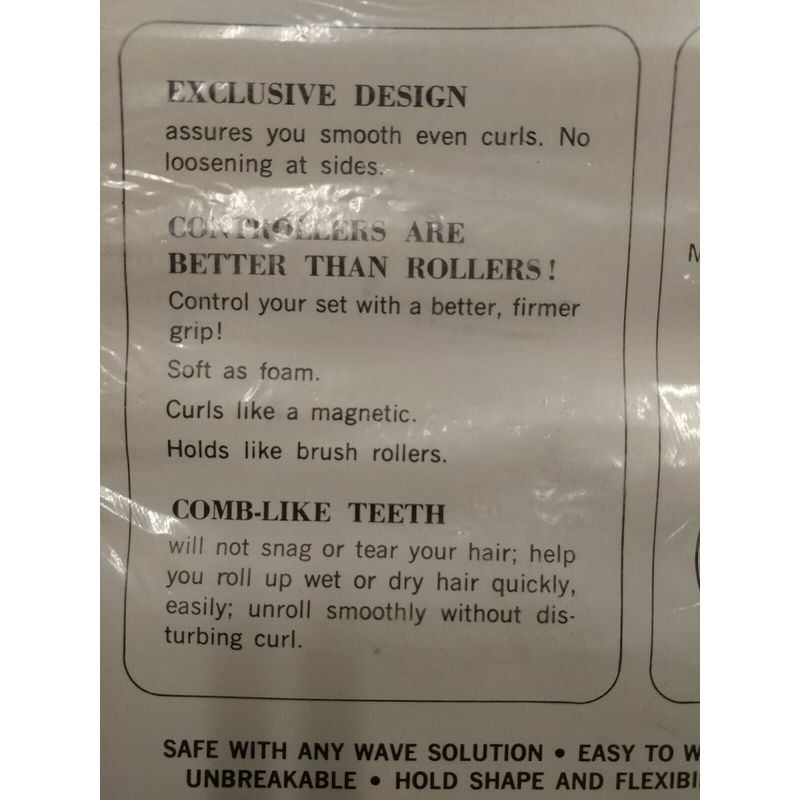 EXCLUSIVE DESIGN
assures you smooth even curls. No
loosening at sides.
CONTROLLERS ARE
BETTER THAN ROLLERS!
Control your set with a better, firmer
grip!
Soft as foam.
Curls like a magnetic.
Holds like brush rollers.
COMB-LIKE TEETH
will not snag or tear your hair; help
you roll up wet or dry hair quickly,
easily; unroll smoothly without dis-
turbing curl.
SAFE WITH ANY WAVE SOLUTION • EASY TO
UNBREAKABLE • HOLD SHAPE AND